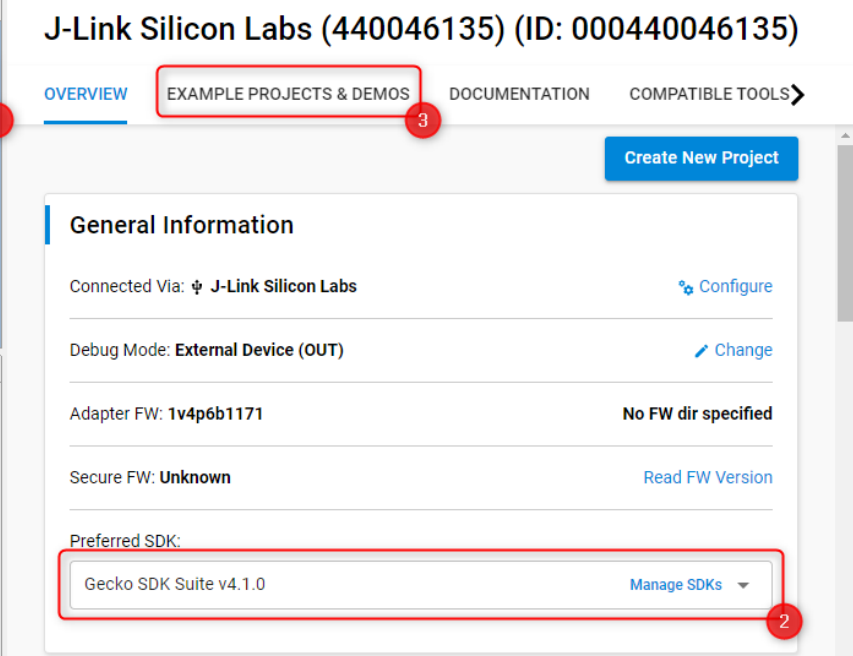 J-Link Silicon Labs (440046135) (ID: 000440046135)
OVERVIEW EXAMPLE PROJECTS & DEMOS DOCUMENTATION COMPATIBLE TOOLS
3
Create New Project
General Information
Connected Via: J-Link Silicon Labs Configure
Debug Mode: External Device (OUT) Change
Adapter FW: 1v4p6b1171 No FW dir specified
Secure FW: Unknown Read FW Version
Preferred SDK:
Gecko SDK Suite v4.1.0 Manage SDKs
2